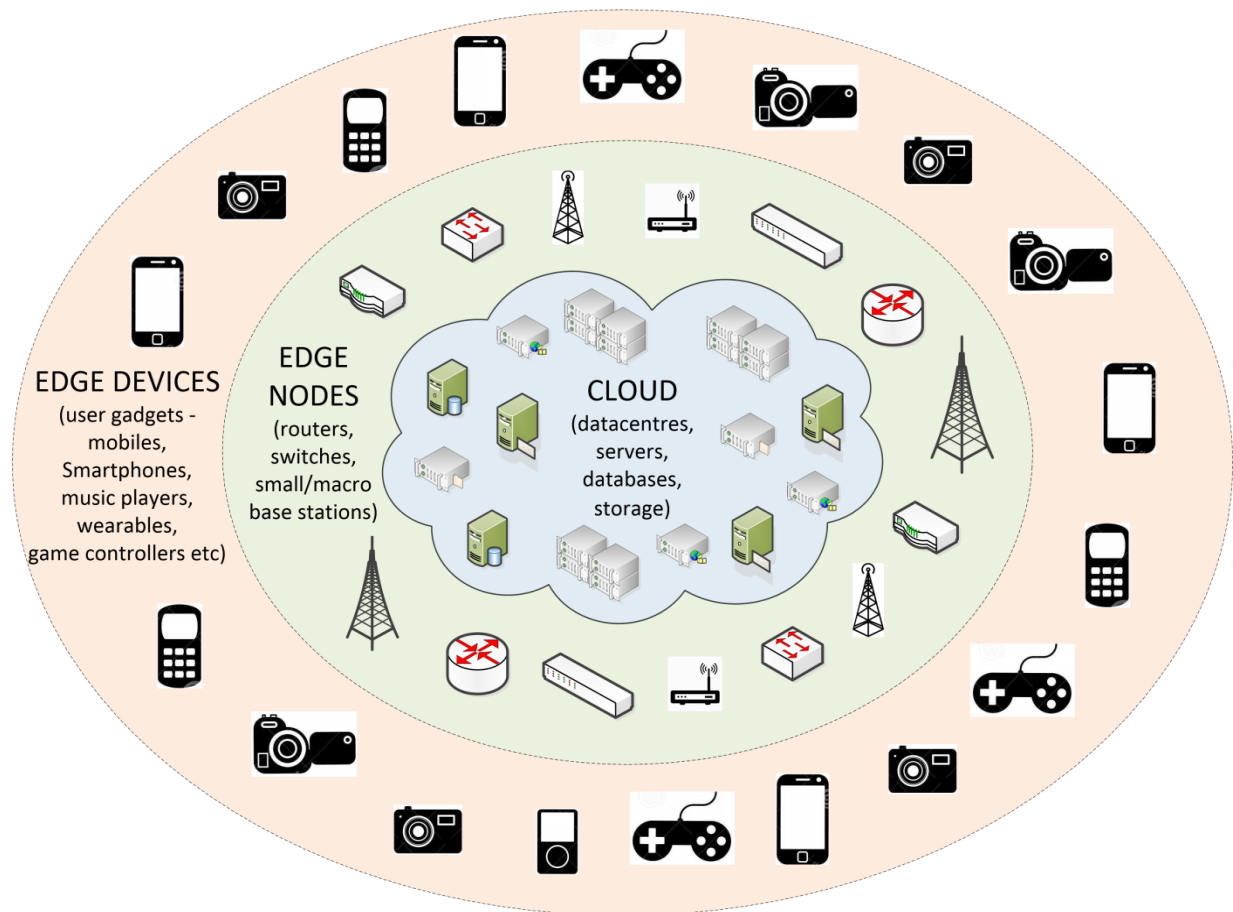 EDGE DEVICES
(user gadgets -
mobiles,
Smartphones,
music players,
wearables,
game controllers etc)
EDGE
NODES
(routers,
switches,
small/macro
base stations)
CLOUD
(datacentres,
servers,
databases,
storage)